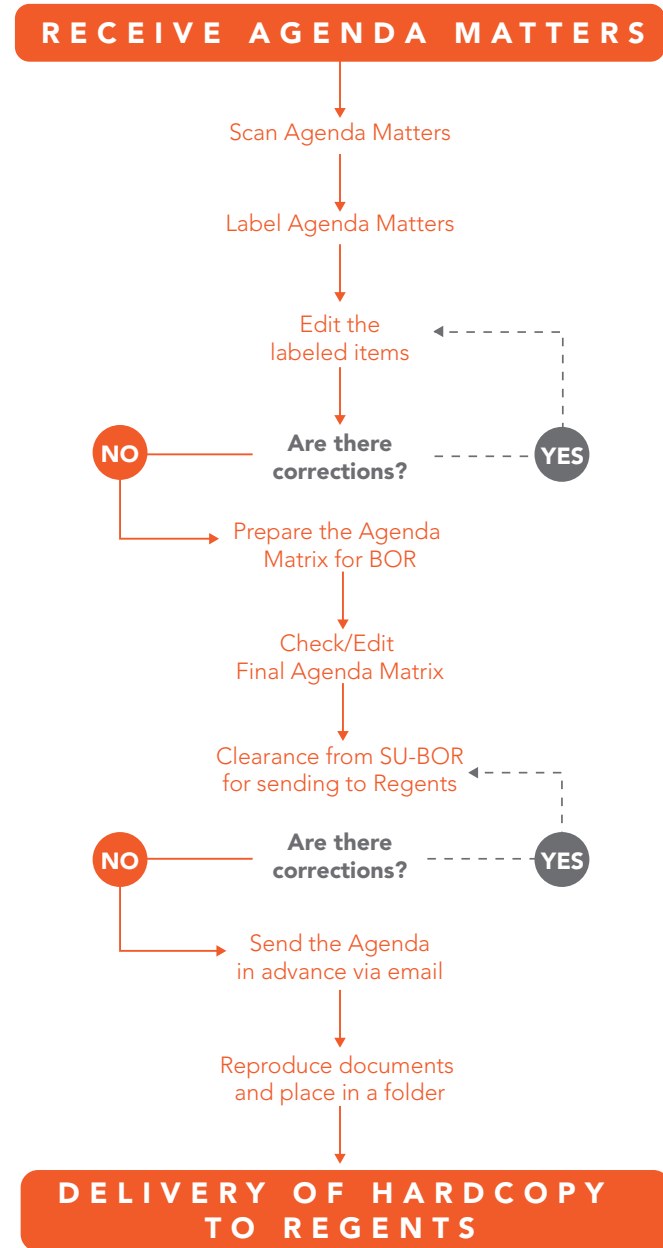 RECEIVE AGENDA MATTERS
Scan Agenda Matters
Label Agenda Matters
Edit the
labeled items
Are there
corrections?
NO
YES
Prepare the Agenda
Matrix for BOR
Check/Edit
Final Agenda Matrix
Clearance from SU-BOR
for sending to Regents
Are there
corrections?
NO
YES
Send the Agenda
in advance via email
Reproduce documents
and place in a folder
DELIVERY OF HARDCOPY
TO REGENTS